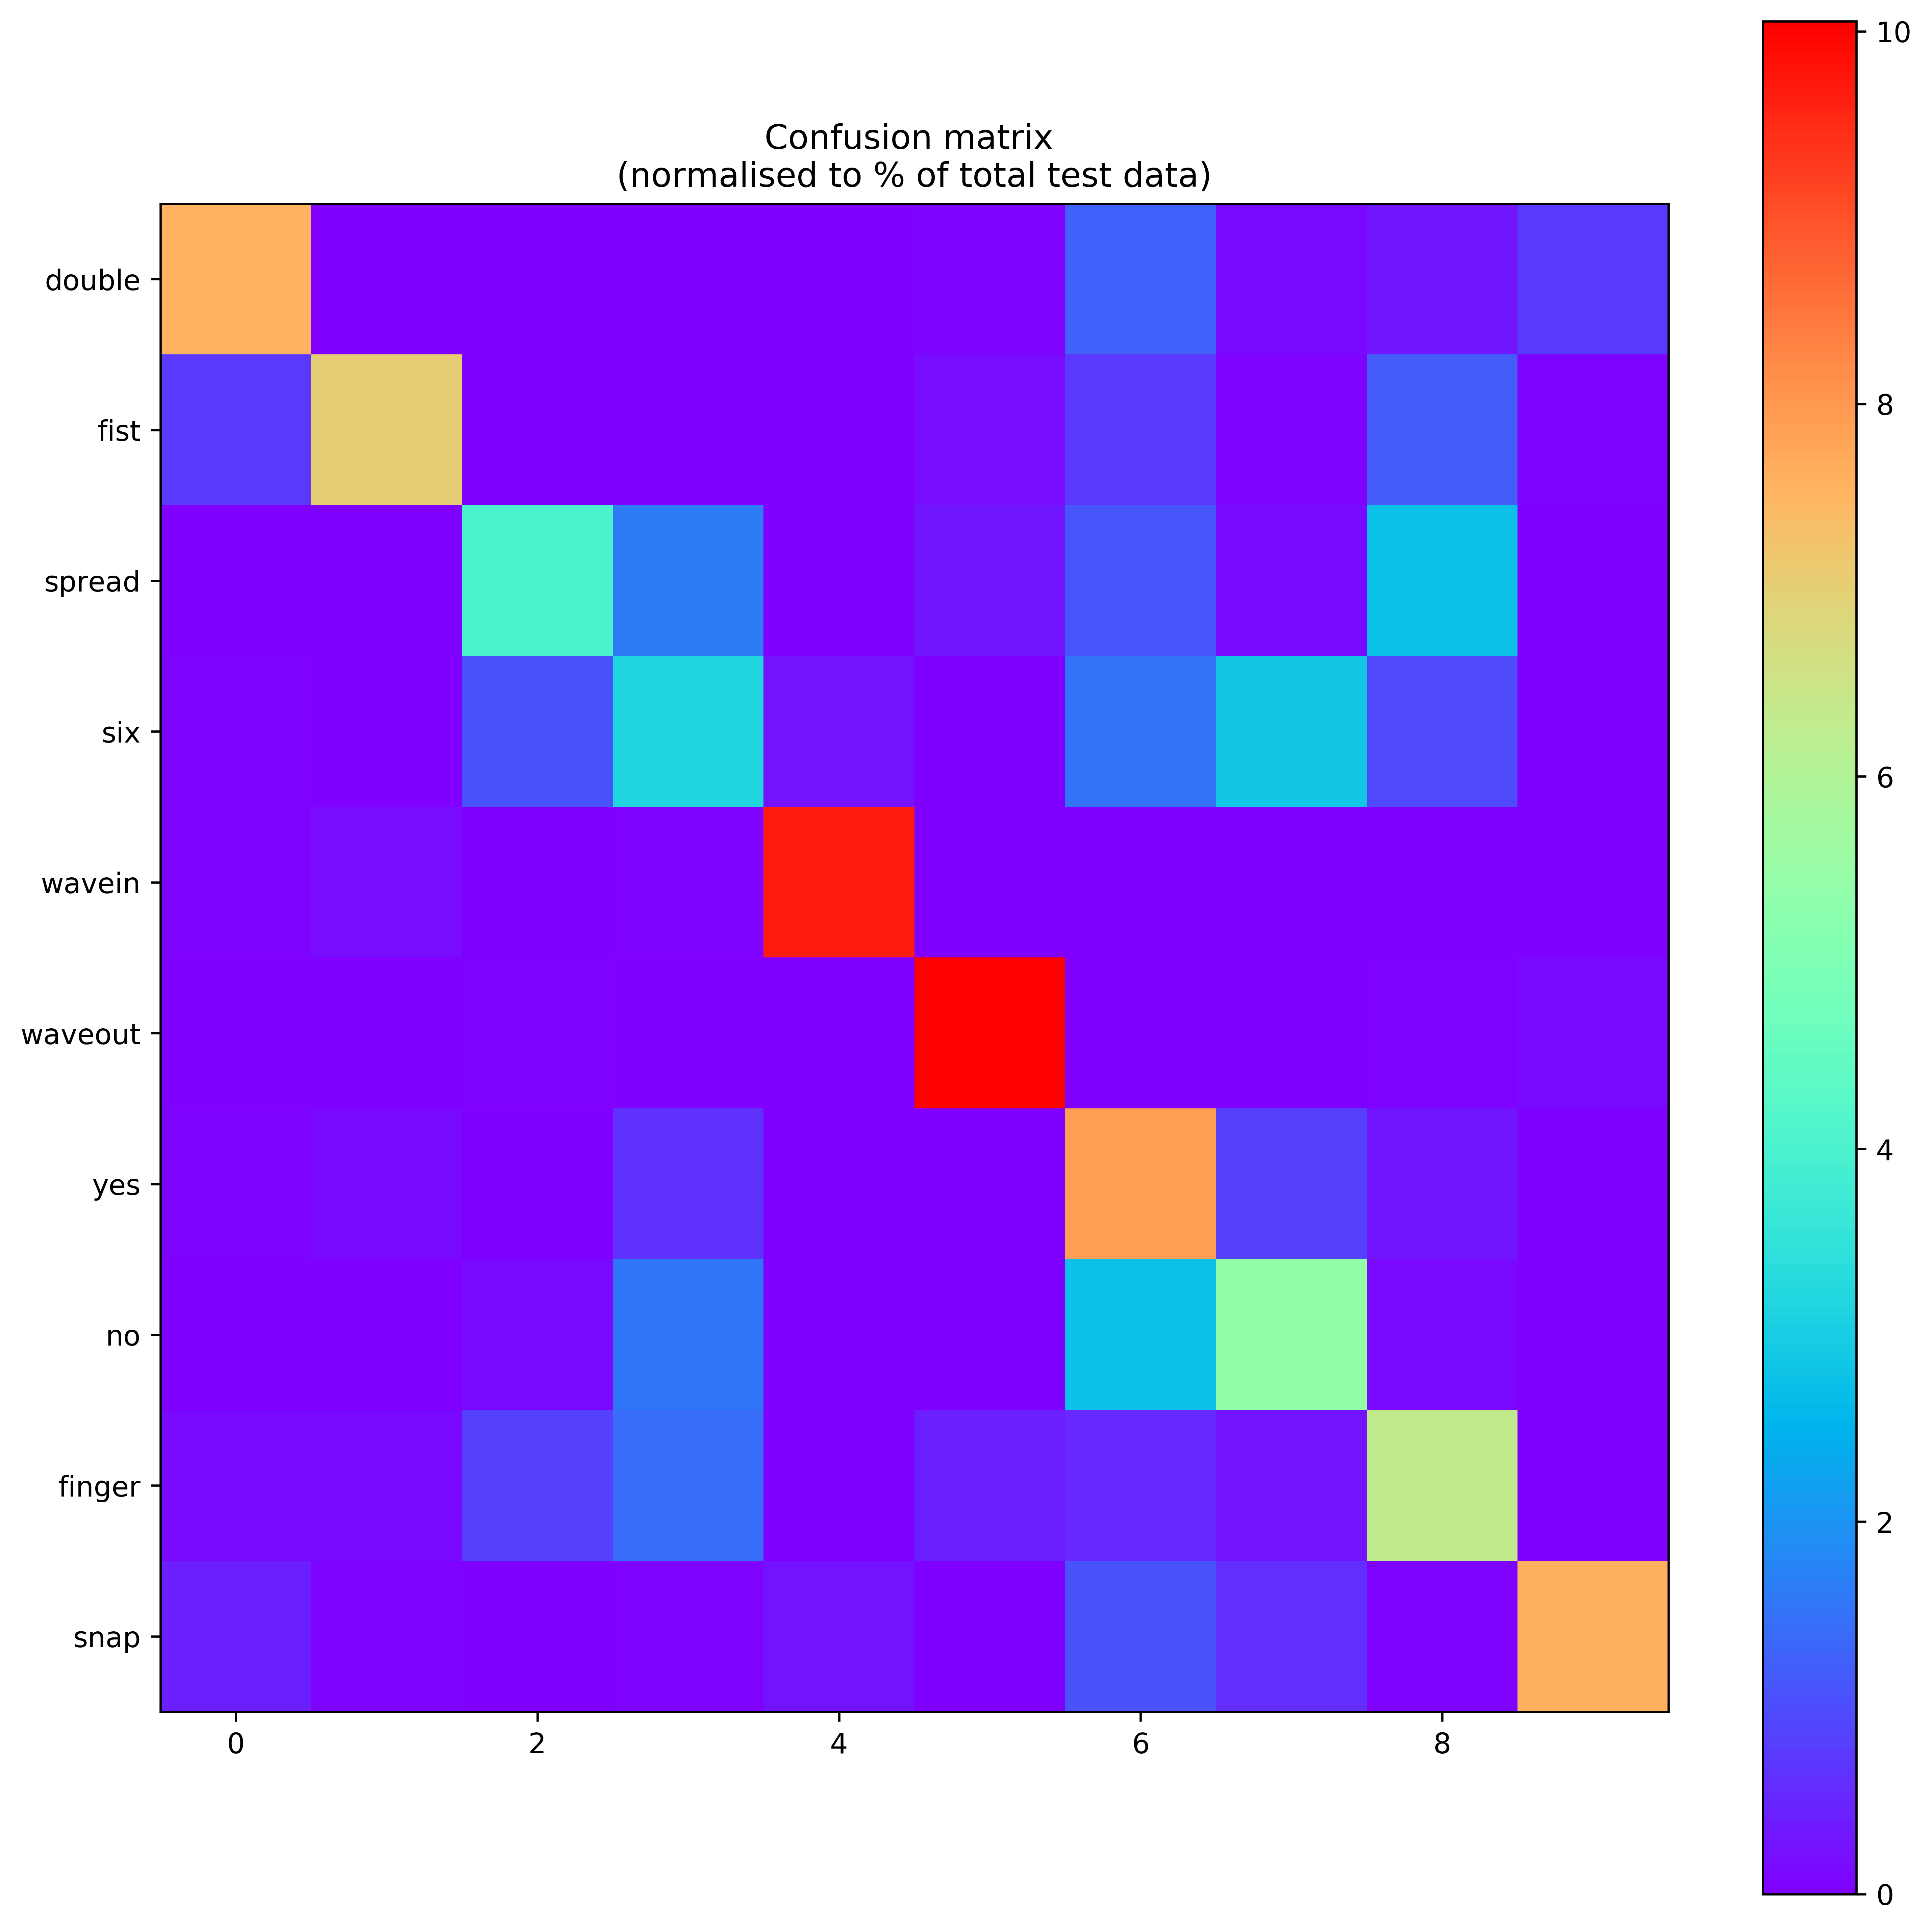 Confusion matrix
(normalised to % of total test data)
double
fist
spread
six
wavein
waveout
yes
no
finger
snap
0 2 4 6 8
10
8
6
4
2
0